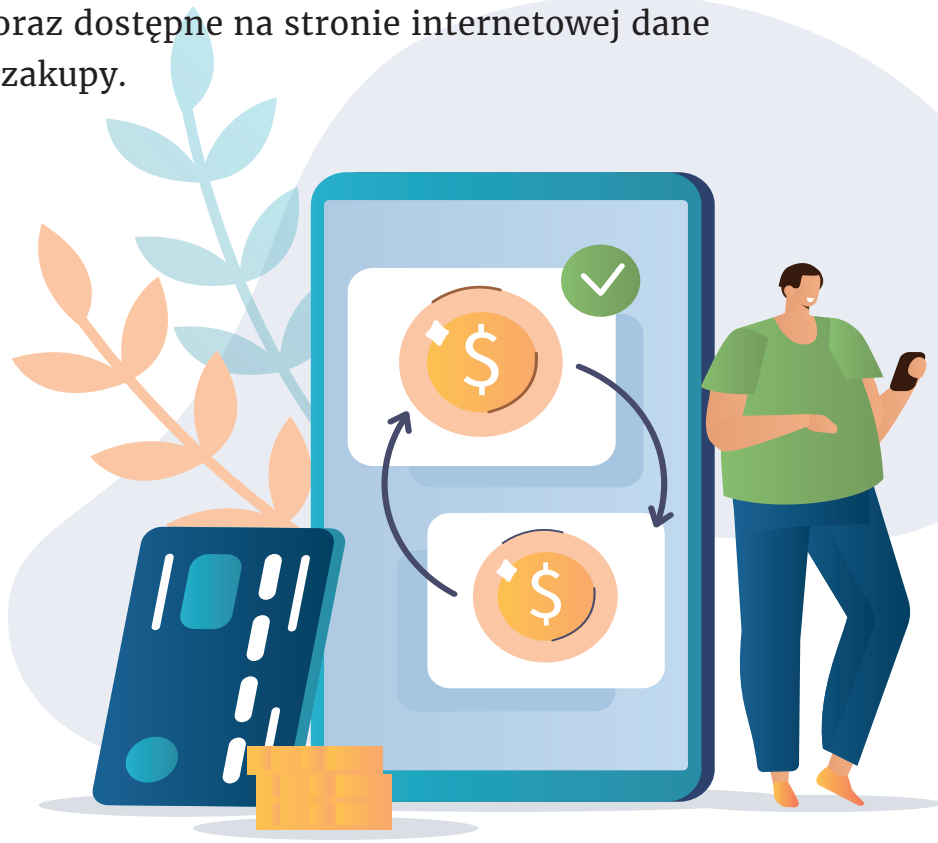 oraz dostępne na stronie internetowej dane
zakupy.
$
$